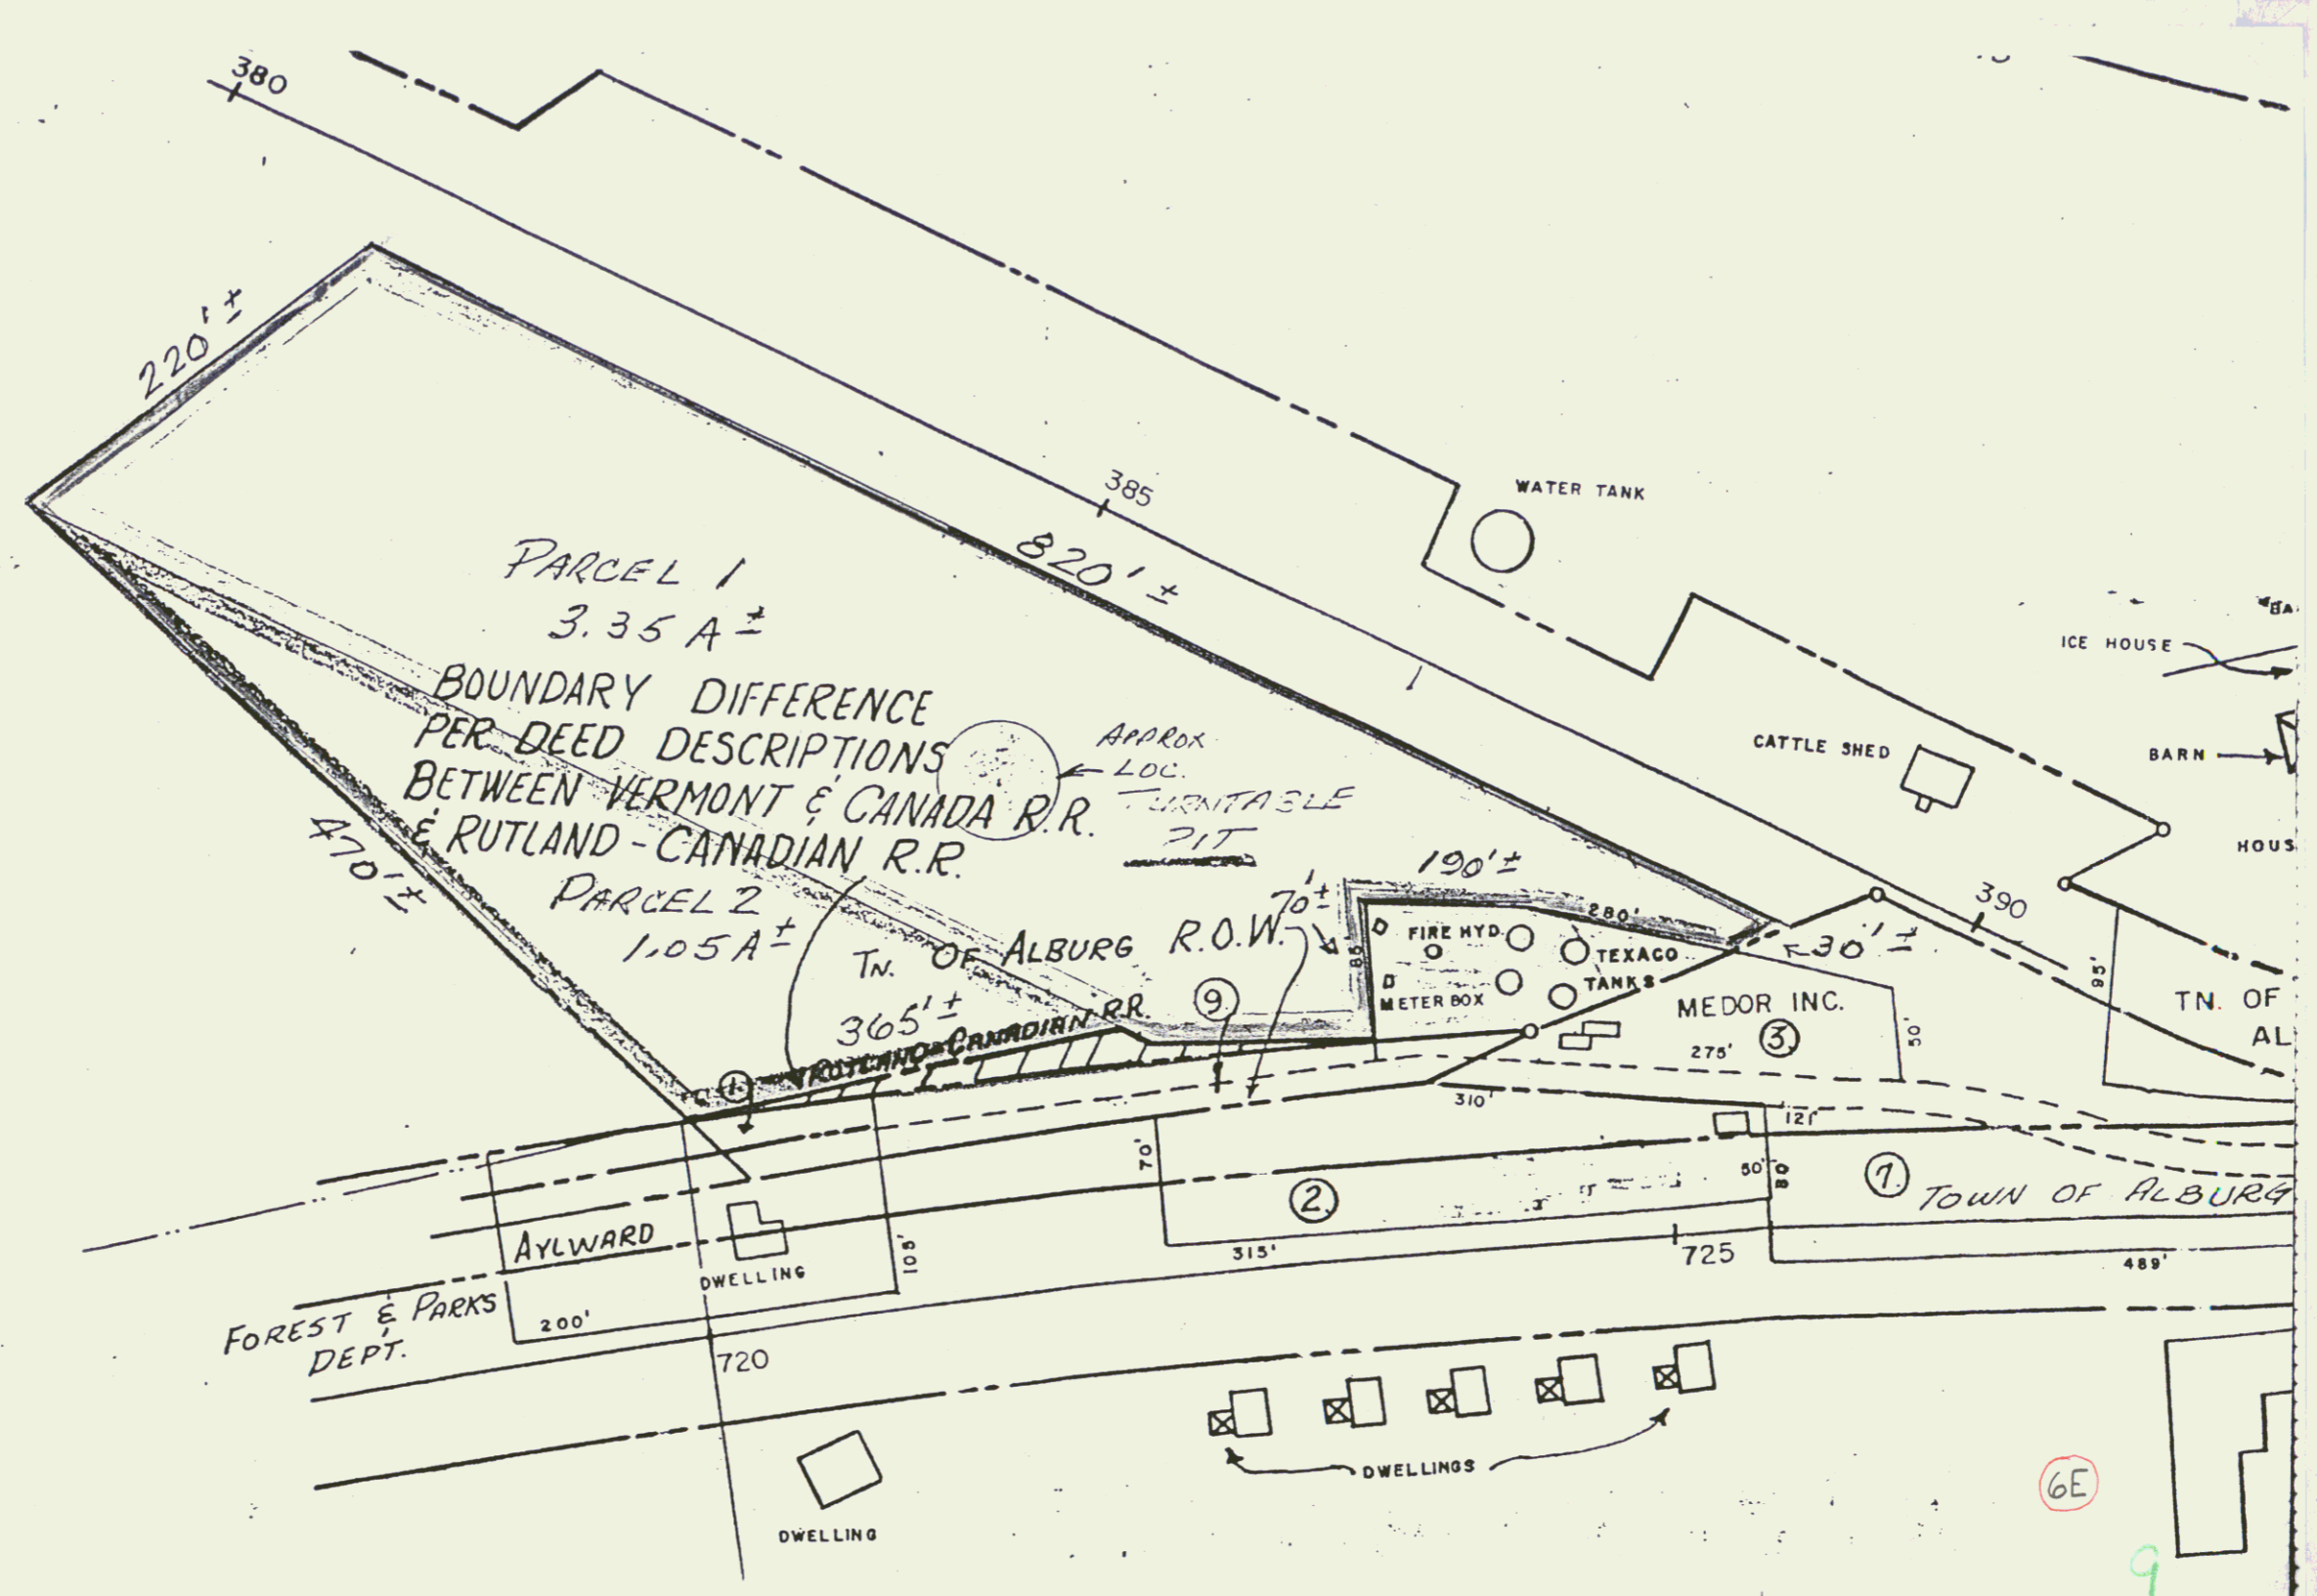 380
220'±
385
820'±
WATER TANK
PARCEL 1
3.35 A±
BOUNDARY DIFFERENCE
PER DEED DESCRIPTIONS
BETWEEN VERMONT & CANADA R.R.
& RUTLAND-CANADIAN R.R.
APPROX
LOC.
TURNTABLE
PIT
ICE HOUSE
CATTLE SHED
BARN
HOUS
470'±
PARCEL 2
1.05 A±
190'±
70'±
280'
390
TN. OF ALBURG R.O.W.
85'
FIRE HYD.
TEXACO
TANKS
METER BOX
30'±
95'
365'±
9.
MEDOR INC.
3.
275'
50'
TN. OF
AL
RUTLAND-CANADIAN R.R.
1.
310'
121'
70'
50'
80
2.
7.
TOWN OF ALBURG
AYLWARD
105'
DWELLING
315'
725
489'
FOREST & PARKS
DEPT.
200'
720
DWELLINGS
DWELLING
6E
9